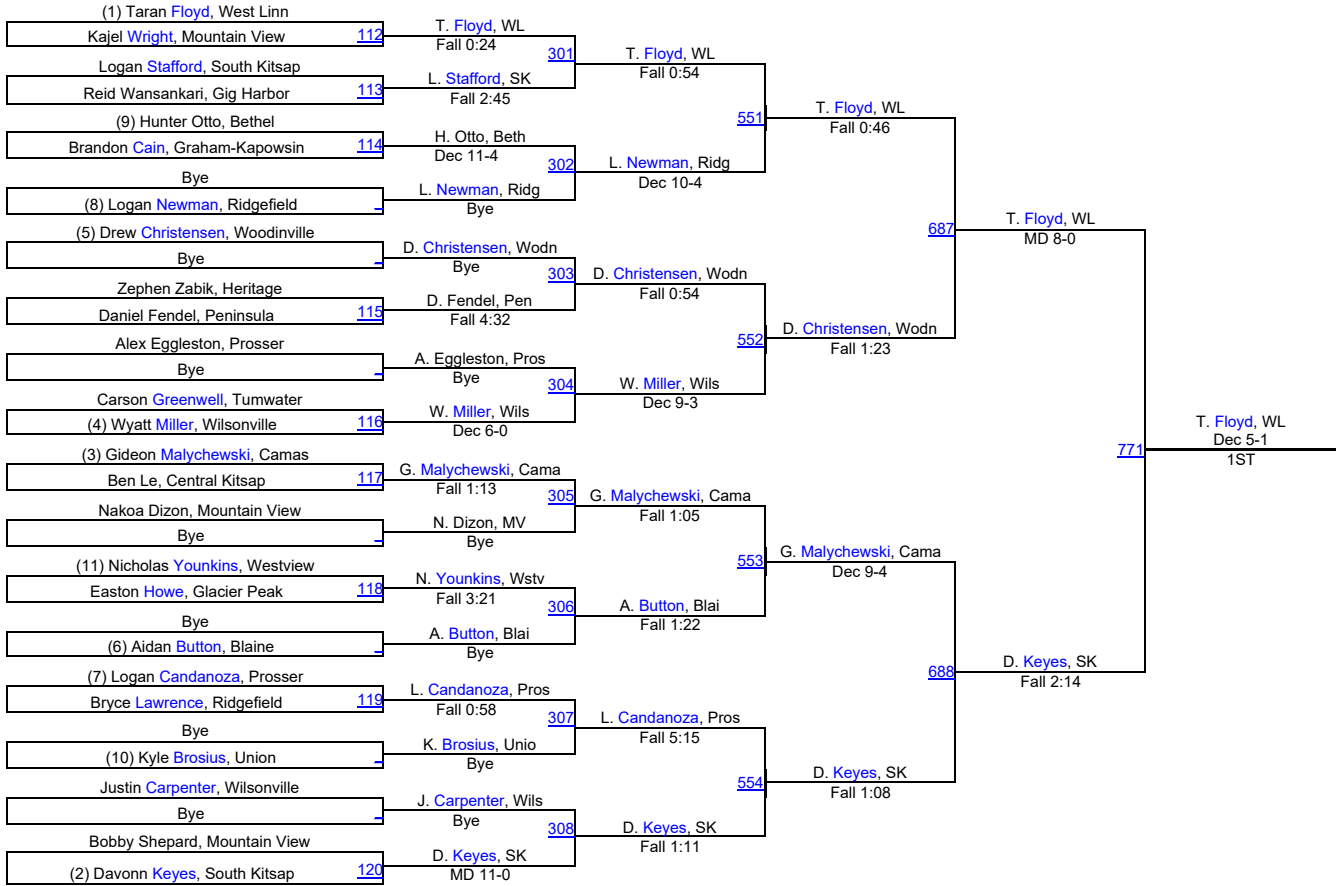 (1) Taran Floyd, West Linn
Kajel Wright, Mountain View
112
Logan Stafford, South Kitsap
Reid Wansankari, Gig Harbor
113
(9) Hunter Otto, Bethel
Brandon Cain, Graham-Kapowsin
114
Bye
(8) Logan Newman, Ridgefield
(5) Drew Christensen, Woodinville
Bye
Zephen Zabik, Heritage
Daniel Fendel, Peninsula
115
Alex Eggleston, Prosser
Bye
Carson Greenwell, Tumwater
(4) Wyatt Miller, Wilsonville
116
(3) Gideon Malychewski, Camas
Ben Le, Central Kitsap
117
Nakoa Dizon, Mountain View
Bye
(11) Nicholas Younkins, Westview
Easton Howe, Glacier Peak
118
Bye
(6) Aidan Button, Blaine
(7) Logan Candanoza, Prosser
Bryce Lawrence, Ridgefield
119
Bye
(10) Kyle Brosius, Union
Justin Carpenter, Wilsonville
Bye
Bobby Shepard, Mountain View
(2) Davonn Keyes, South Kitsap
120
T. Floyd, WL
Fall 0:24
301
L. Stafford, SK
Fall 2:45
H. Otto, Beth
Dec 11-4
302
L. Newman, Ridg
Bye
D. Christensen, Wodn
Bye
303
D. Fendel, Pen
Fall 4:32
A. Eggleston, Pros
Bye
304
W. Miller, Wils
Dec 6-0
G. Malychewski, Cama
Fall 1:13
305
N. Dizon, MV
Bye
N. Younkins, Wstv
Fall 3:21
306
A. Button, Blai
Bye
L. Candanoza, Pros
Fall 0:58
307
K. Brosius, Unio
Bye
J. Carpenter, Wils
Bye
308
D. Keyes, SK
MD 11-0
T. Floyd, WL
Fall 0:54
551
L. Newman, Ridg
Dec 10-4
D. Christensen, Wodn
Fall 0:54
552
W. Miller, Wils
Dec 9-3
G. Malychewski, Cama
Fall 1:05
553
A. Button, Blai
Fall 1:22
L. Candanoza, Pros
Fall 5:15
554
D. Keyes, SK
Fall 1:11
T. Floyd, WL
Fall 0:46
687
D. Christensen, Wodn
Fall 1:23
G. Malychewski, Cama
Dec 9-4
688
D. Keyes, SK
Fall 1:08
T. Floyd, WL
MD 8-0
771
D. Keyes, SK
Fall 2:14
T. Floyd, WL
Dec 5-1
1ST